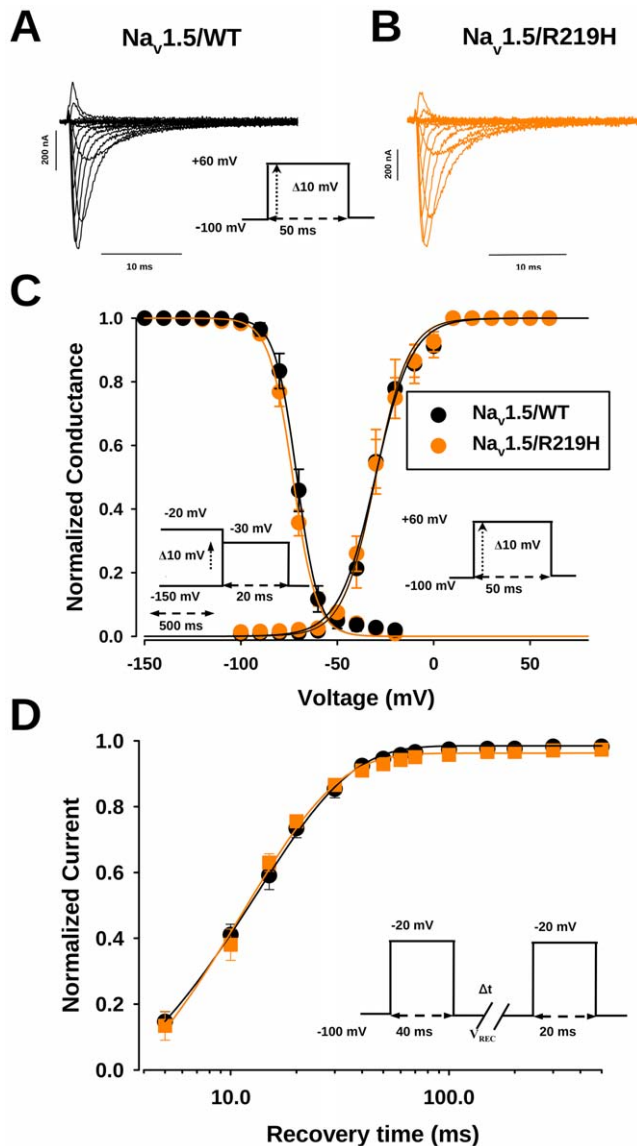 A
Nav1.5/WT
B
Nav1.5/R219H
200 nA
+60 mV
Δ10 mV
-100 mV
50 ms
10 ms
200 nA
10 ms
C
Normalized Conductance
1.0
0.8
0.6
0.4
0.2
0.0
Nav1.5/WT
Nav1.5/R219H
-20 mV
-30 mV
Δ10 mV
-150 mV
20 ms
500 ms
+60 mV
Δ10 mV
-100 mV
50 ms
-150 -100 -50 0 50
Voltage (mV)
D
Normalized Current
1.0
0.8
0.6
0.4
0.2
0.0
-20 mV
-20 mV
Δt
-100 mV
40 ms
VREC
20 ms
10.0 100.0
Recovery time (ms)